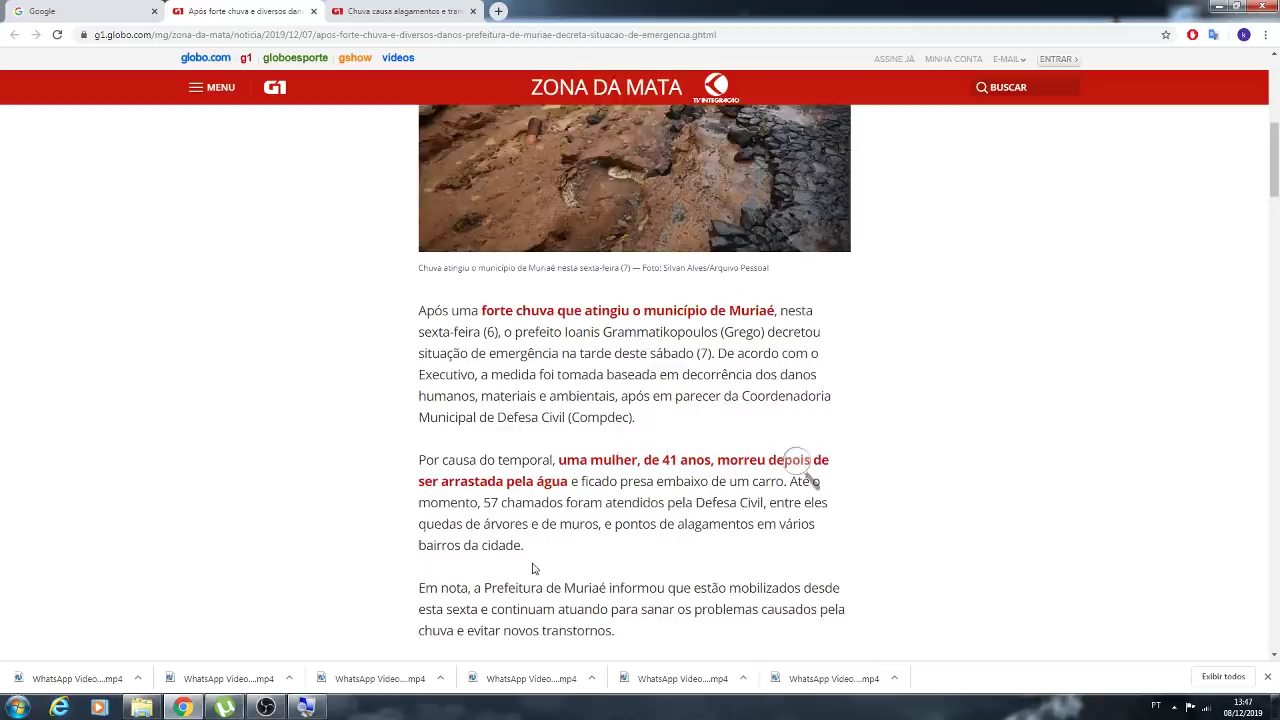 Google
Após forte chuva e diversos dano
Chuva causa alagamentos e tran
g1.globo.com/mg/zona-da-mata/noticia/2019/12/07/apos-forte-chuva-e-diversos-danos-prefeitura-de-muriae-decreta-situacao-de-emergencia.ghtml
k
globo.com g1 globoesporte gshow vídeos
ASSINE JÁ MINHA CONTA E-MAIL ENTRAR ›
MENU G1 ZONA DA MATA TV INTEGRAÇÃO BUSCAR
Chuva atingiu o município de Muriaé nesta sexta-feira (7) — Foto: Silvan Alves/Arquivo Pessoal
Após uma forte chuva que atingiu o município de Muriaé, nesta
sexta-feira (6), o prefeito Ioanis Grammatikopoulos (Grego) decretou
situação de emergência na tarde deste sábado (7). De acordo com o
Executivo, a medida foi tomada baseada em decorrência dos danos
humanos, materiais e ambientais, após em parecer da Coordenadoria
Municipal de Defesa Civil (Compdec).
Por causa do temporal, uma mulher, de 41 anos, morreu depois de
ser arrastada pela água e ficado presa embaixo de um carro. Até o
momento, 57 chamados foram atendidos pela Defesa Civil, entre eles
quedas de árvores e de muros, e pontos de alagamentos em vários
bairros da cidade.
Em nota, a Prefeitura de Muriaé informou que estão mobilizados desde
esta sexta e continuam atuando para sanar os problemas causados pela
chuva e evitar novos transtornos.
WhatsApp Video....mp4 WhatsApp Video....mp4 WhatsApp Video....mp4 WhatsApp Video....mp4 WhatsApp Video....mp4 WhatsApp Video....mp4 Exibir todos
PT 13:47
08/12/2019